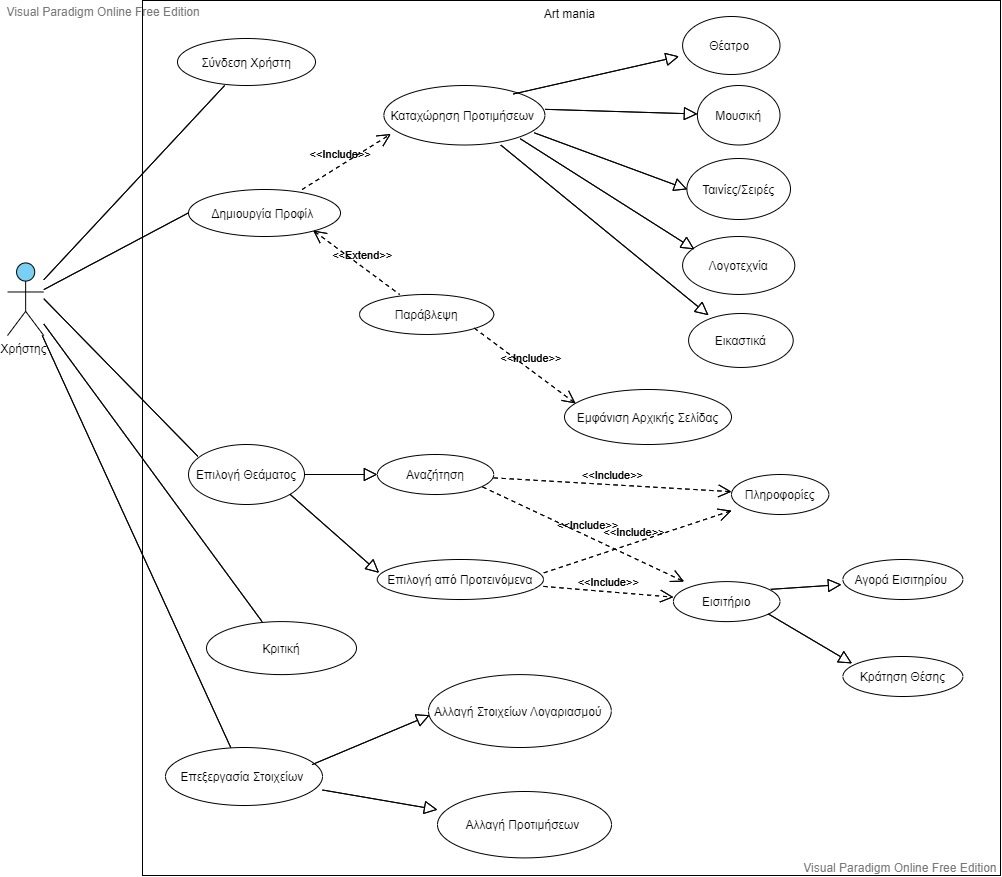 Visual Paradigm Online Free Edition
Art mania
Σύνδεση Χρήστη
Θέατρο
Καταχώρηση Προτιμήσεων
Μουσική
<<Include>>
Ταινίες/Σειρές
Δημιουργία Προφίλ
<<Extend>>
Λογοτεχνία
Παράβλεψη
Χρήστης
Εικαστικά
<<Include>>
Εμφάνιση Αρχικής Σελίδας
Επιλογή Θεάματος
Αναζήτηση
<<Include>>
Πληροφορίες
<<Include>>
<<Include>>
Επιλογή από Προτεινόμενα
<<Include>>
Αγορά Εισιτηρίου
Εισιτήριο
Κριτική
Κράτηση Θέσης
Αλλαγή Στοιχείων Λογαριασμού
Επεξεργασία Στοιχείων
Αλλαγή Προτιμήσεων
Visual Paradigm Online Free Edition